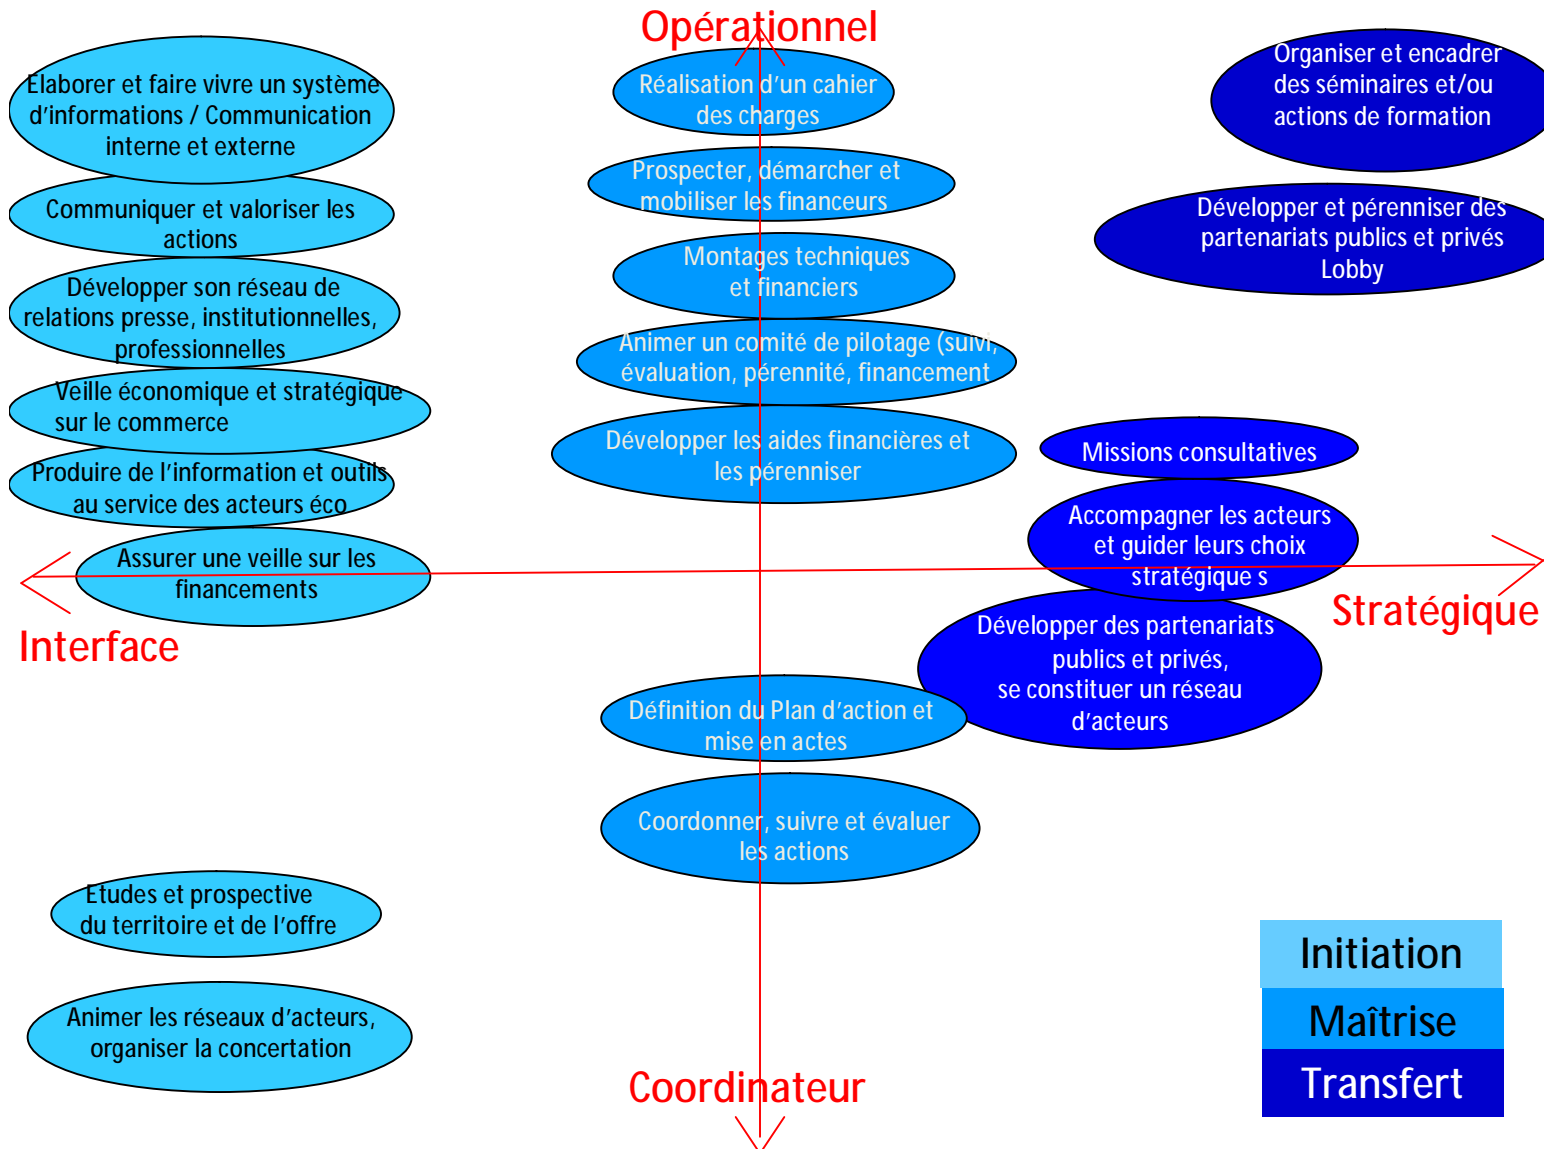 Opérationnel
Elaborer et faire vivre un système
d'informations / Communication
interne et externe
Communiquer et valoriser les
actions
Développer son réseau de
relations presse, institutionnelles,
professionnelles
Veille économique et stratégique
sur le commerce
Produire de l'information et outils
au service des acteurs éco
Assurer une veille sur les
financements
Interface
Réalisation d'un cahier
des charges
Prospecter, démarcher et
mobiliser les financeurs
Montages techniques
et financiers
Animer un comité de pilotage (suivi,
évaluation, pérennité, financement
Développer les aides financières et
les pérenniser
Organiser et encadrer
des séminaires et/ou
actions de formation
Développer et pérenniser des
partenariats publics et privés
Lobby
Missions consultatives
Accompagner les acteurs
et guider leurs choix
stratégique s
Stratégique
Développer des partenariats
publics et privés,
se constituer un réseau
d'acteurs
Définition du Plan d'action et
mise en actes
Coordonner, suivre et évaluer
les actions
Etudes et prospective
du territoire et de l'offre
Animer les réseaux d'acteurs,
organiser la concertation
Coordinateur
Initiation
Maîtrise
Transfert